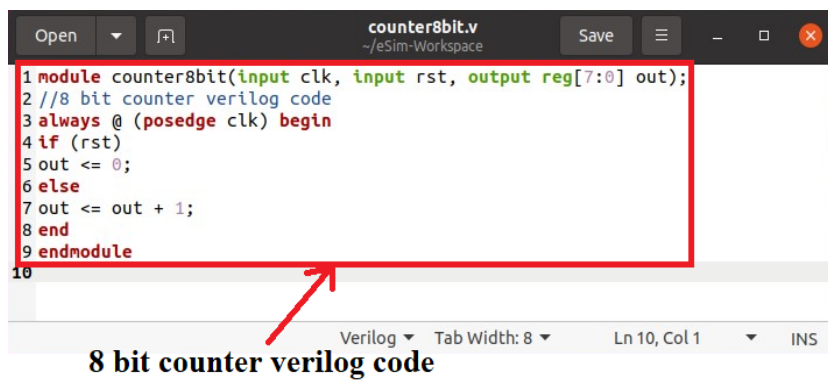 Open counter8bit.v Save
~/eSim-Workspace
1 module counter8bit(input clk, input rst, output reg[7:0] out);
2 //8 bit counter verilog code
3 always @ (posedge clk) begin
4 if (rst)
5 out <= 0;
6 else
7 out <= out + 1;
8 end
9 endmodule
10
Verilog Tab Width: 8 Ln 10, Col 1 INS
8 bit counter verilog code